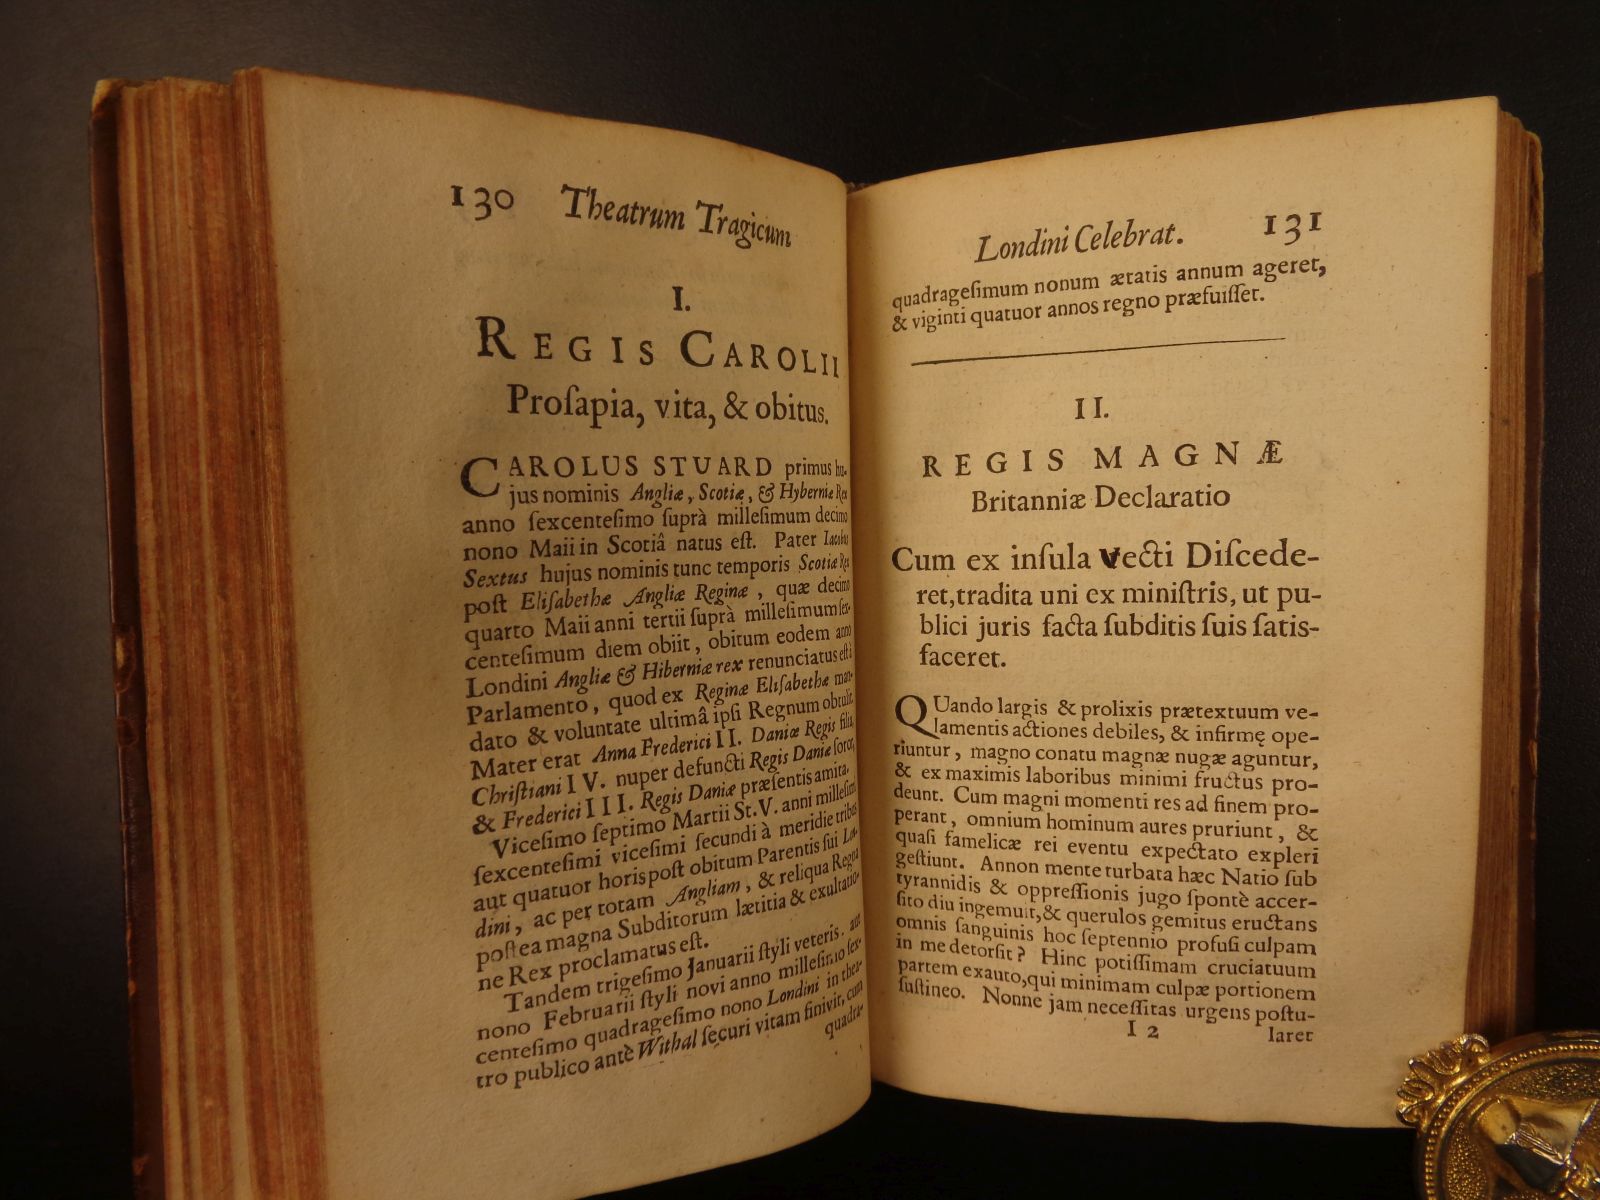 130 Theatrum Tragicum
I.
REGIS CAROLII
Proſapia, vita, & obitus.
CAROLUS STUARD primus hu-
jus nominis Angliæ, Scotiæ, & Hyberniæ Rex
anno ſexcenteſimo ſuprà milleſimum decimo
nono Maii in Scotiâ natus eſt. Pater Iacobus
Sextus hujus nominis tunc temporis Scotiæ Rex
poſt Eliſabethæ Angliæ Reginæ, quæ decimo
quarto Maii anni tertii ſuprà milleſimum ſex-
centeſimum diem obiit, obitum eodem anno
Londini Angliæ & Hiberniæ rex renunciatus eſt à
Parlamento, quod ex Reginæ Eliſabethæ man-
dato & voluntate ultimâ ipſi Regnum obtulit.
Mater erat Anna Frederici II. Daniæ Regis filia,
Chriſtiani IV. nuper defuncti Regis Daniæ ſoror,
& Frederici III. Regis Daniæ præſentis amita.
Viceſimo ſeptimo Martii St. V. anni milleſimi
ſexcenteſimi viceſimi ſecundi à meridie tribus
aut quatuor horis poſt obitum Parentis ſui Lon-
dini, ac per totam Angliam, & reliqua Regna
poſtea magna Subditorum lætitia & exultatio-
ne Rex proclamatus eſt.
Tandem trigeſimo Januarii ſtyli veteris, aut
nono Februarii ſtyli novi anno milleſimo ſex-
centeſimo quadrageſimo nono Londini in thea-
tro publico antè Withal ſecuri vitam finivit, cum
quadra-
Londini Celebrat. 131
quadrageſimum nonum ætatis annum ageret,
& viginti quatuor annos regno præfuiſſet.
II.
REGIS MAGNÆ
Britanniæ Declaratio
Cum ex inſula Vecti Diſcede-
ret, tradita uni ex miniſtris, ut pu-
blici juris facta ſubditis ſuis ſatis-
faceret.
QUando largis & prolixis prætextuum ve-
lamentis actiones debiles, & infirmę ope-
riuntur, magno conatu magnæ nugæ aguntur,
& ex maximis laboribus minimi fructus pro-
deunt. Cum magni momenti res ad finem pro-
perant, omnium hominum aures pruriunt, &
quaſi famelicæ rei eventu expectato expleri
geſtiunt. Annon mente turbata hæc Natio ſub
tyrannidis & oppreſſionis jugo ſpontè accer-
ſito diu ingemuit, & querulos gemitus eructans
omnis ſanguinis hoc ſeptennio profuſi culpam
in me detorſit? Hinc potiſſimam cruciatuum
partem exauto, qui minimam culpæ portionem
ſuſtineo. Nonne jam neceſſitas urgens poſtu-
I 2 laret